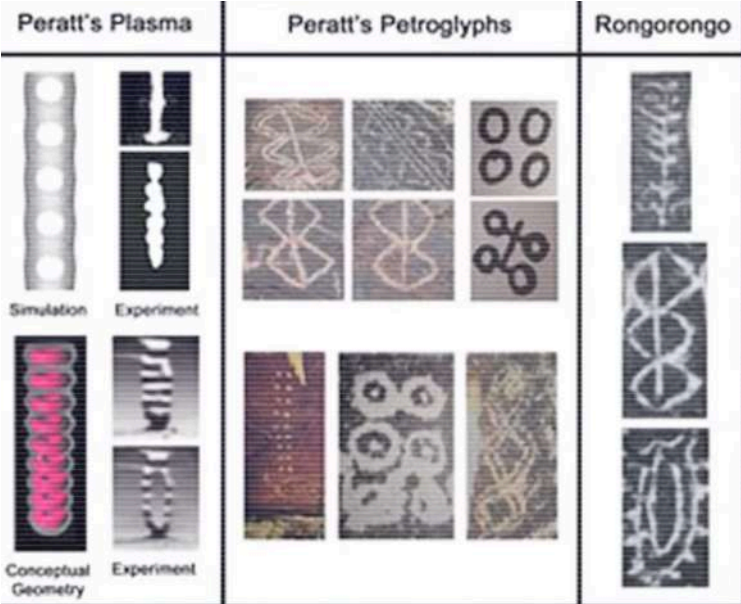 Peratt's Plasma
Peratt's Petroglyphs
Rongorongo
Simulation
Experiment
Conceptual
Geometry
Experiment